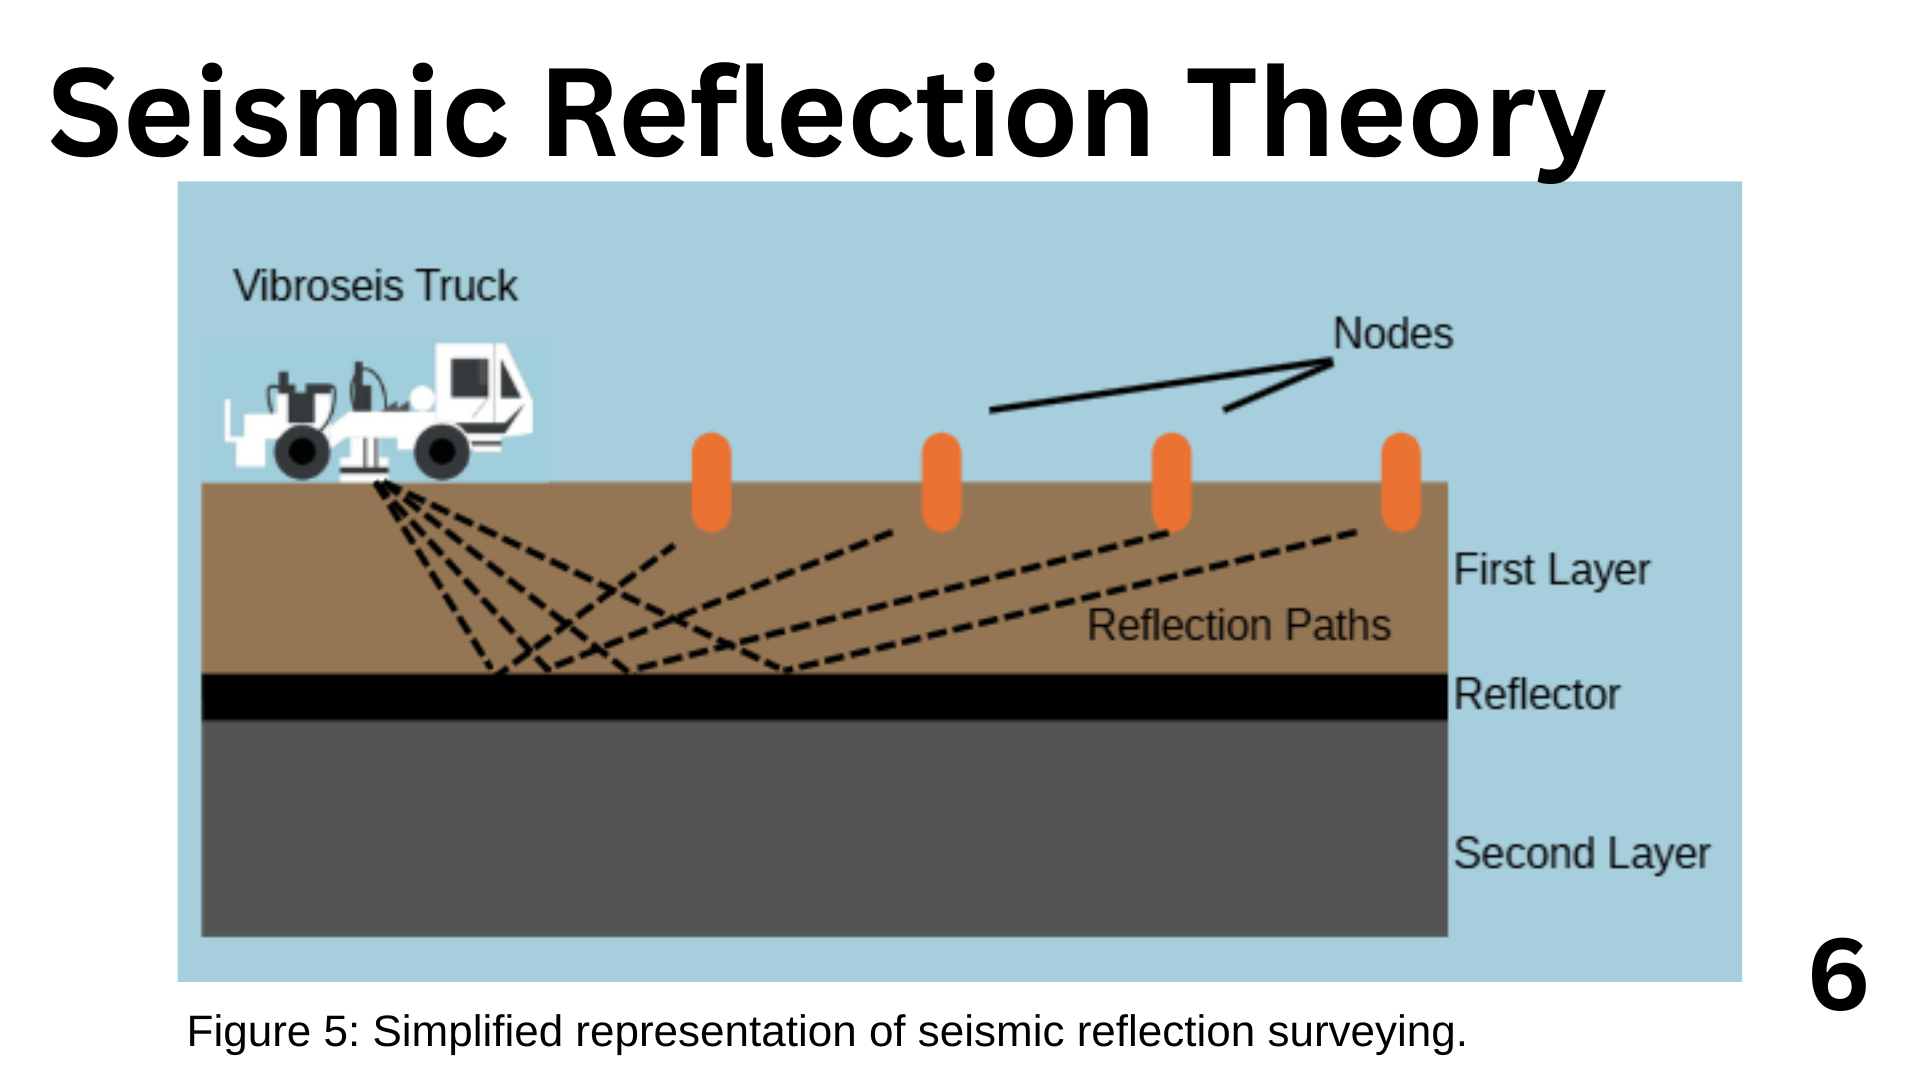 Seismic Reflection Theory
Vibroseis Truck
Nodes
First Layer
Reflection Paths
Reflector
Second Layer
6
Figure 5: Simplified representation of seismic reflection surveying.